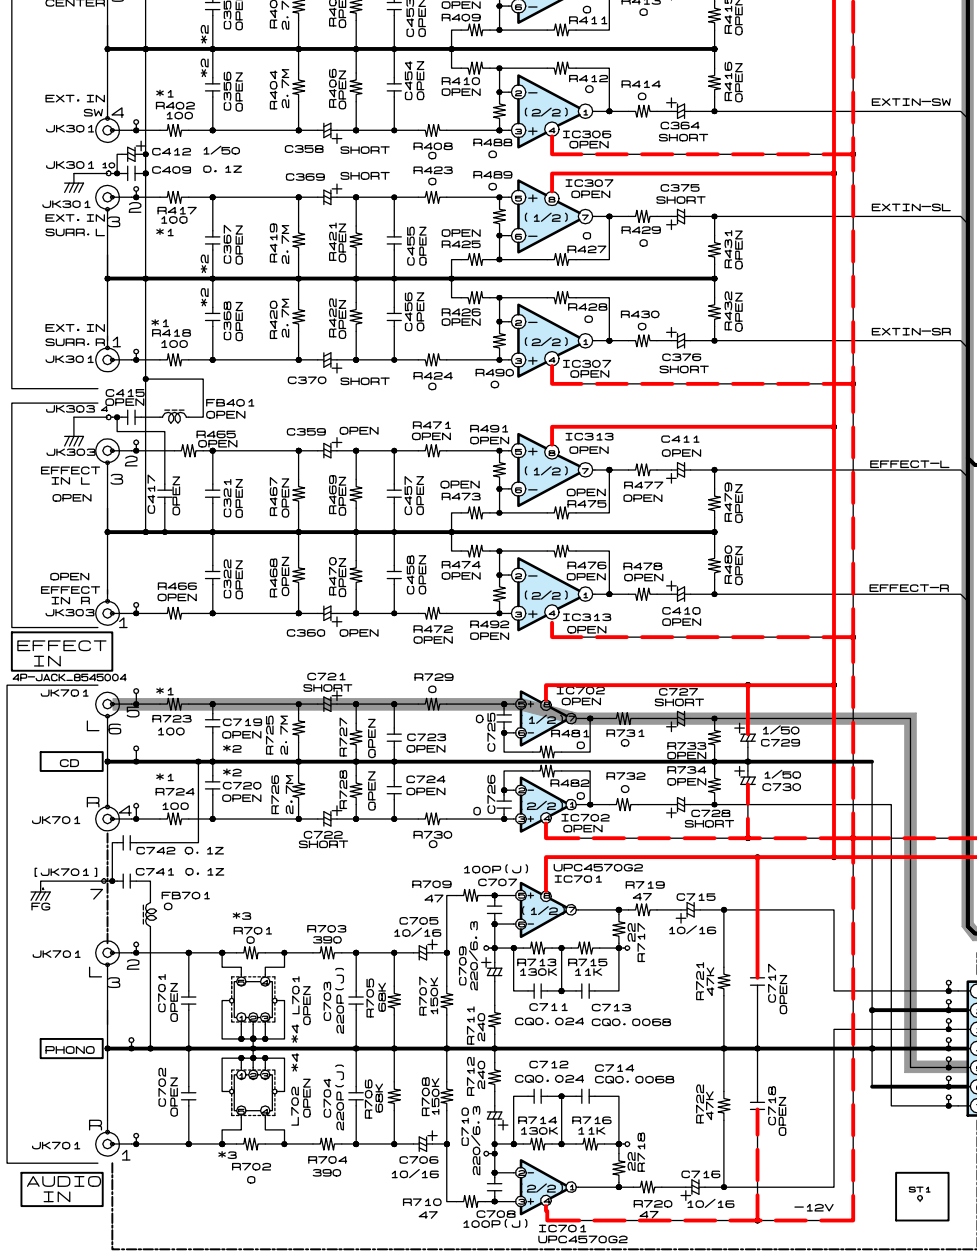 CENTER
OPEN
R409
R411
EXT. IN
SW
4
JK301
*1
R402
100
*2
C356
OPEN
R404
2.7M
R406
OPEN
C454
OPEN
R410
OPEN
R412
0
R414
0
R416
OPEN
(2/2)
IC306
OPEN
C364
SHORT
EXTIN-SW
C358
SHORT
R408
0
R488
0
JK301 10
C412 1/50
C409 0.1Z
C369 SHORT
R423
0
R489
0
IC307
OPEN
C375
SHORT
JK301
2
3
EXT. IN
SURR. L
R417
100
*1
*2
C367
OPEN
R419
2.7M
R421
OPEN
C455
OPEN
OPEN
R425
(1/2)
R427
0
R429
0
R431
OPEN
EXTIN-SL
*2
C368
OPEN
R420
2.7M
R422
OPEN
C456
OPEN
R426
OPEN
R428
0
R430
0
R432
OPEN
EXT. IN
SURR. R
1
JK301
*1
R418
100
(2/2)
IC307
OPEN
C376
SHORT
EXTIN-SR
C370
SHORT
R424
0
R490
0
C415
OPEN
FB401
OPEN
JK303 4
R465
OPEN
C359
OPEN
R471
OPEN
R491
OPEN
IC313
OPEN
C411
OPEN
JK303
2
3
EFFECT
IN L
OPEN
C417
OPEN
C321
OPEN
R467
OPEN
R469
OPEN
C457
OPEN
OPEN
R473
(1/2)
OPEN
R475
R477
OPEN
R479
OPEN
EFFECT-L
C322
OPEN
R468
OPEN
R470
OPEN
C458
OPEN
R474
OPEN
R476
OPEN
R478
OPEN
R480
OPEN
OPEN
EFFECT
IN R
JK303
1
R466
OPEN
(2/2)
IC313
OPEN
C410
OPEN
EFFECT-R
C360
OPEN
R472
OPEN
R492
OPEN
EFFECT
IN
4P-JACK_8545004
JK701
5
L
6
*1
R723
100
C721
SHORT
R729
0
IC702
OPEN
C727
SHORT
C719
OPEN
*2
R725
2.7M
R727
OPEN
C723
OPEN
C725
0
1/2
R481
0
R731
0
R733
OPEN
1/50
C729
CD
R
4
JK701
*1
R724
100
*2
C720
OPEN
R726
2.7M
R728
OPEN
C724
OPEN
C726
0
R482
0
R732
0
R734
OPEN
1/50
C730
2/2
IC702
OPEN
C728
SHORT
C722
SHORT
R730
0
C742 0.1Z
[JK701]
7
C741 0.1Z
FG
FB701
0
R709
47
100P(J)
C707
UPC4570G2
IC701
(1/2)
R719
47
C715
10/16
*3
R701
0
R703
390
C705
10/16
C709
220/6.3
R713
130K
R715
11K
22
R717
JK701
2
L
3
C701
OPEN
L701
OPEN
*4
C703
220P(J)
R705
68K
R707
150K
R711
240
C711
CQ0.024
C713
CQ0.0068
R721
47K
C717
OPEN
PHONO
C702
OPEN
*4
L702
OPEN
C704
220P(J)
R706
68K
R708
150K
R712
240
C712
CQ0.024
C714
CQ0.0068
R722
47K
C718
OPEN
C710
220/6.3
R714
130K
R716
11K
22
R718
R
JK701
1
*3
R702
0
R704
390
C706
10/16
R710
47
C708
100P(J)
2/2
IC701
UPC4570G2
R720
47
C716
10/16
-12V
AUDIO
IN
ST1